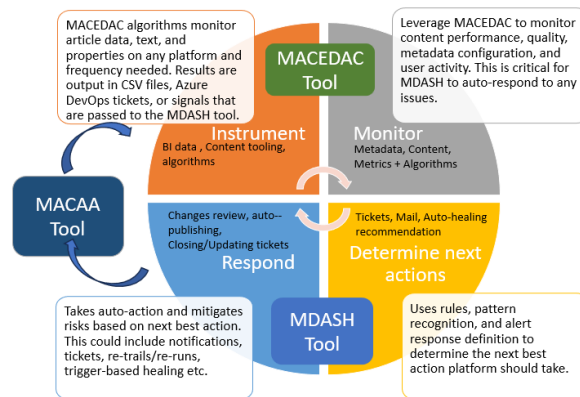 MACEDAC algorithms monitor
article data, text, and
properties on any platform and
frequency needed. Results are
output in CSV files, Azure
DevOps tickets, or signals that
are passed to the MDASH tool.
MACEDAC
Tool
Leverage MACEDAC to monitor
content performance, quality,
metadata configuration, and
user activity. This is critical for
MDASH to auto-respond to any
issues.
Instrument
BI data , Content tooling,
algorithms
Monitor
Metadata, Content,
Metrics + Algorithms
MACAA
Tool
Changes review, auto--
publishing,
Closing/Updating tickets
Respond
Tickets, Mail, Auto-healing
recommendation
Determine next
actions
MDASH
Tool
Takes auto-action and mitigates
risks based on next best action.
This could include notifications,
tickets, re-trails/re-runs,
trigger-based healing etc.
Uses rules, pattern
recognition, and alert
response definition to
determine the next best
action platform should take.